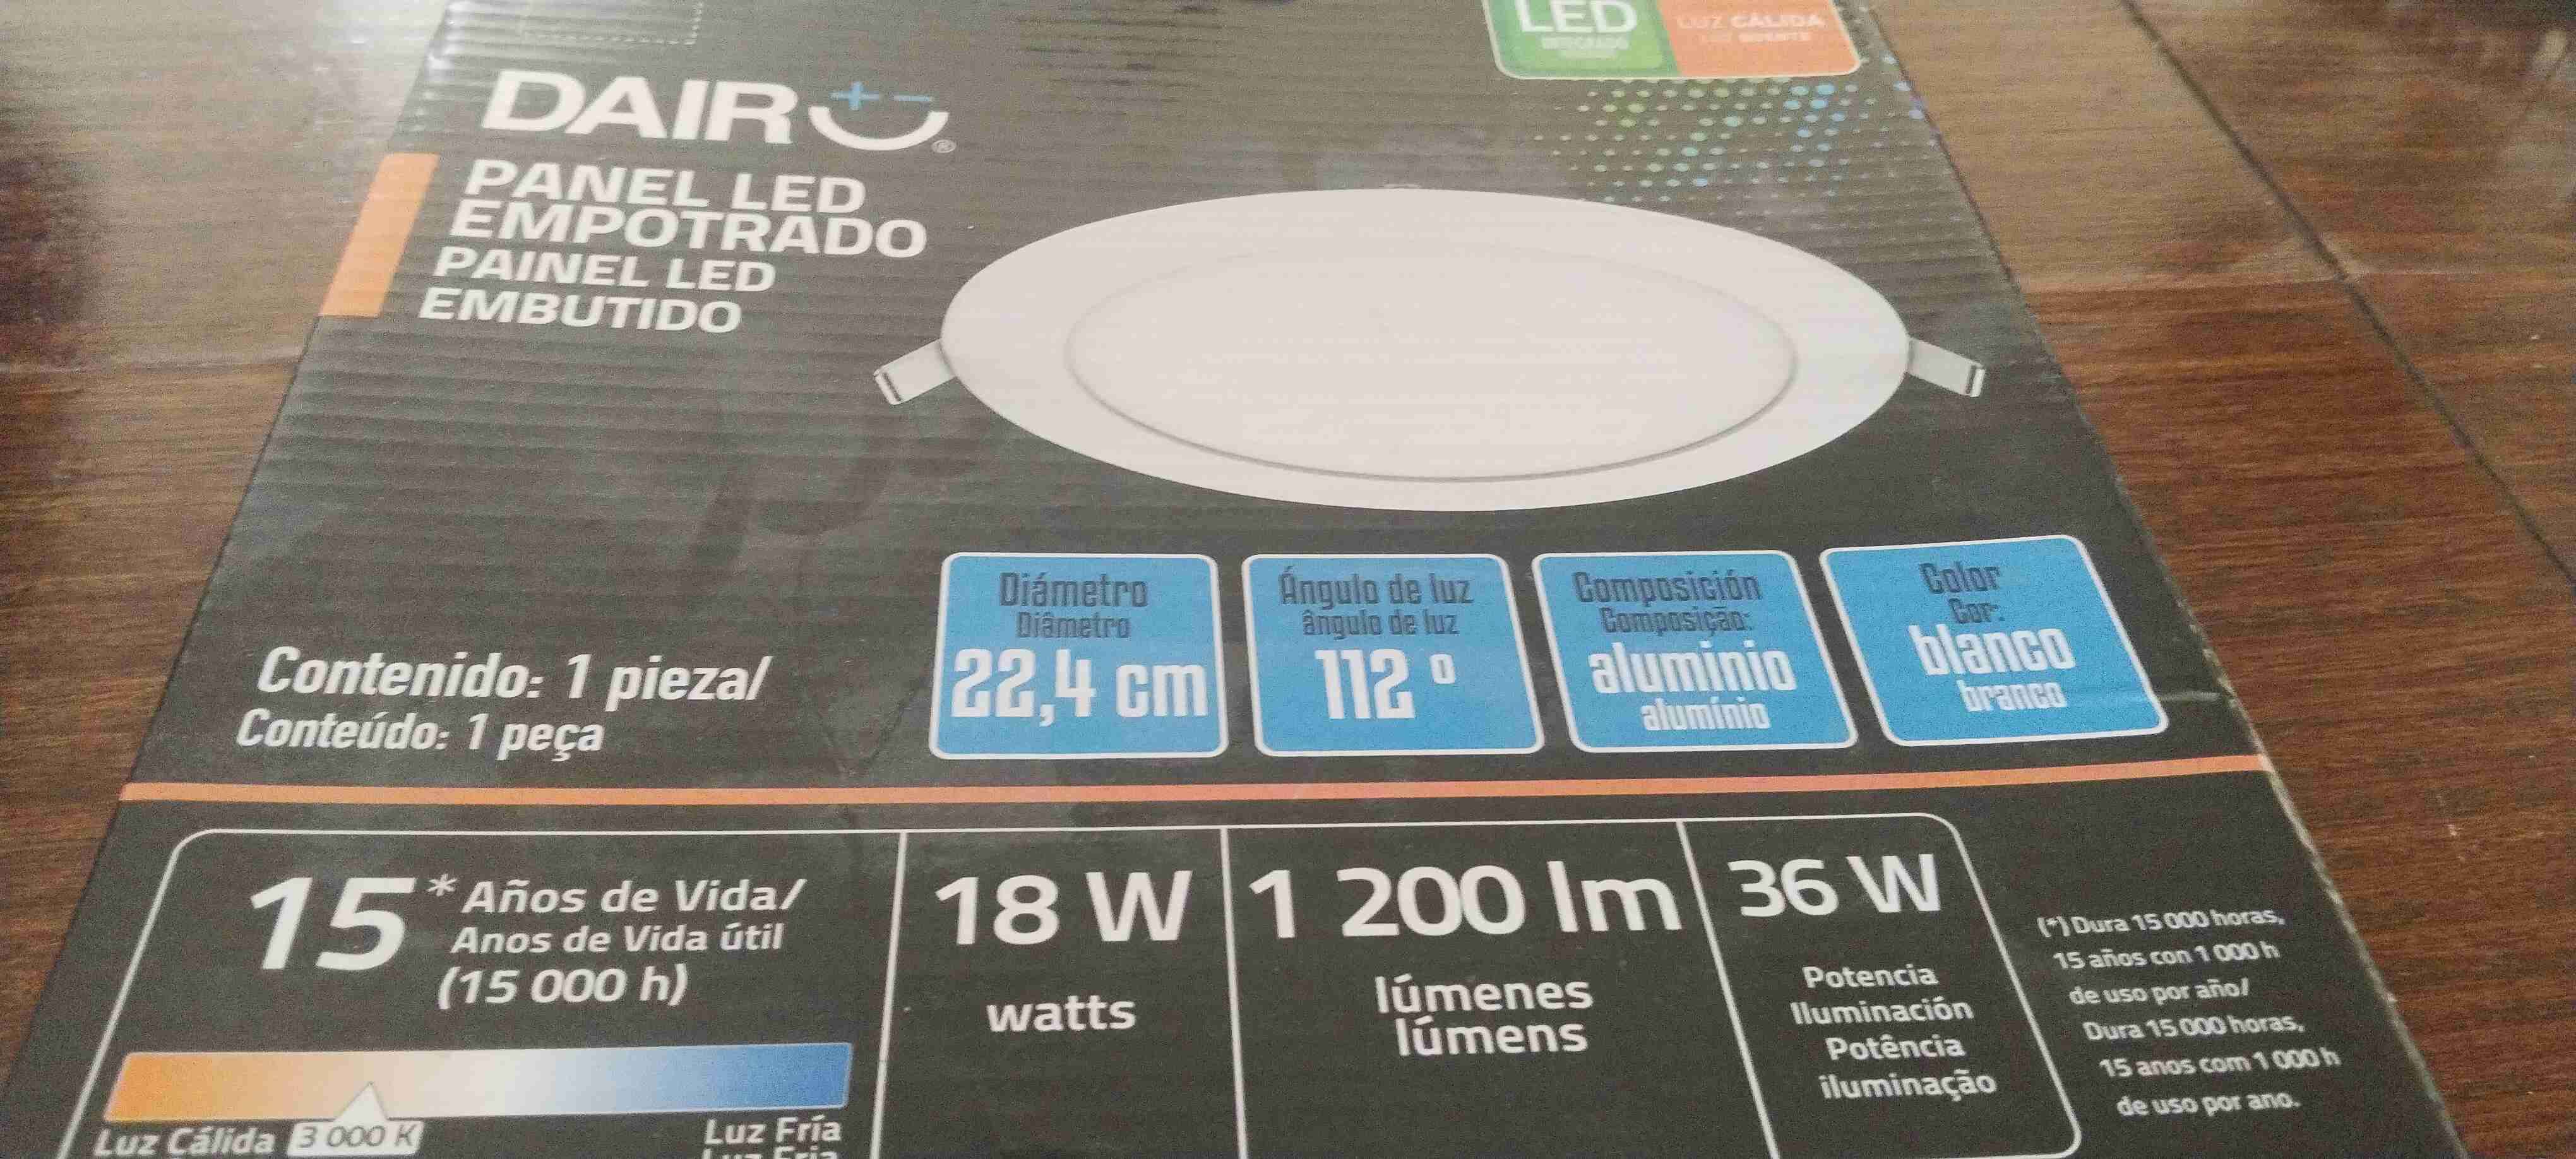 LED
INTEGRADO
LUZ CÁLIDA
DAIRU
®
PANEL LED
EMPOTRADO
PAINEL LED
EMBUTIDO
Contenido: 1 pieza/
Conteúdo: 1 peça
Diámetro
Diâmetro
22,4 cm
Ángulo de luz
ângulo de luz
112 º
Composición
Composição:
aluminio
alumínio
Color
Cor:
blanco
branco
15* Años de Vida/
Anos de Vida útil
(15 000 h)
Luz Cálida
3 000 K
Luz Fría
Luz Fria
18 W
watts
1 200 lm
lúmenes
lúmens
36 W
Potencia
Iluminación
Potência
iluminação
(*) Dura 15 000 horas,
15 años con 1 000 h
de uso por año/
Dura 15 000 horas,
15 anos com 1 000 h
de uso por ano.